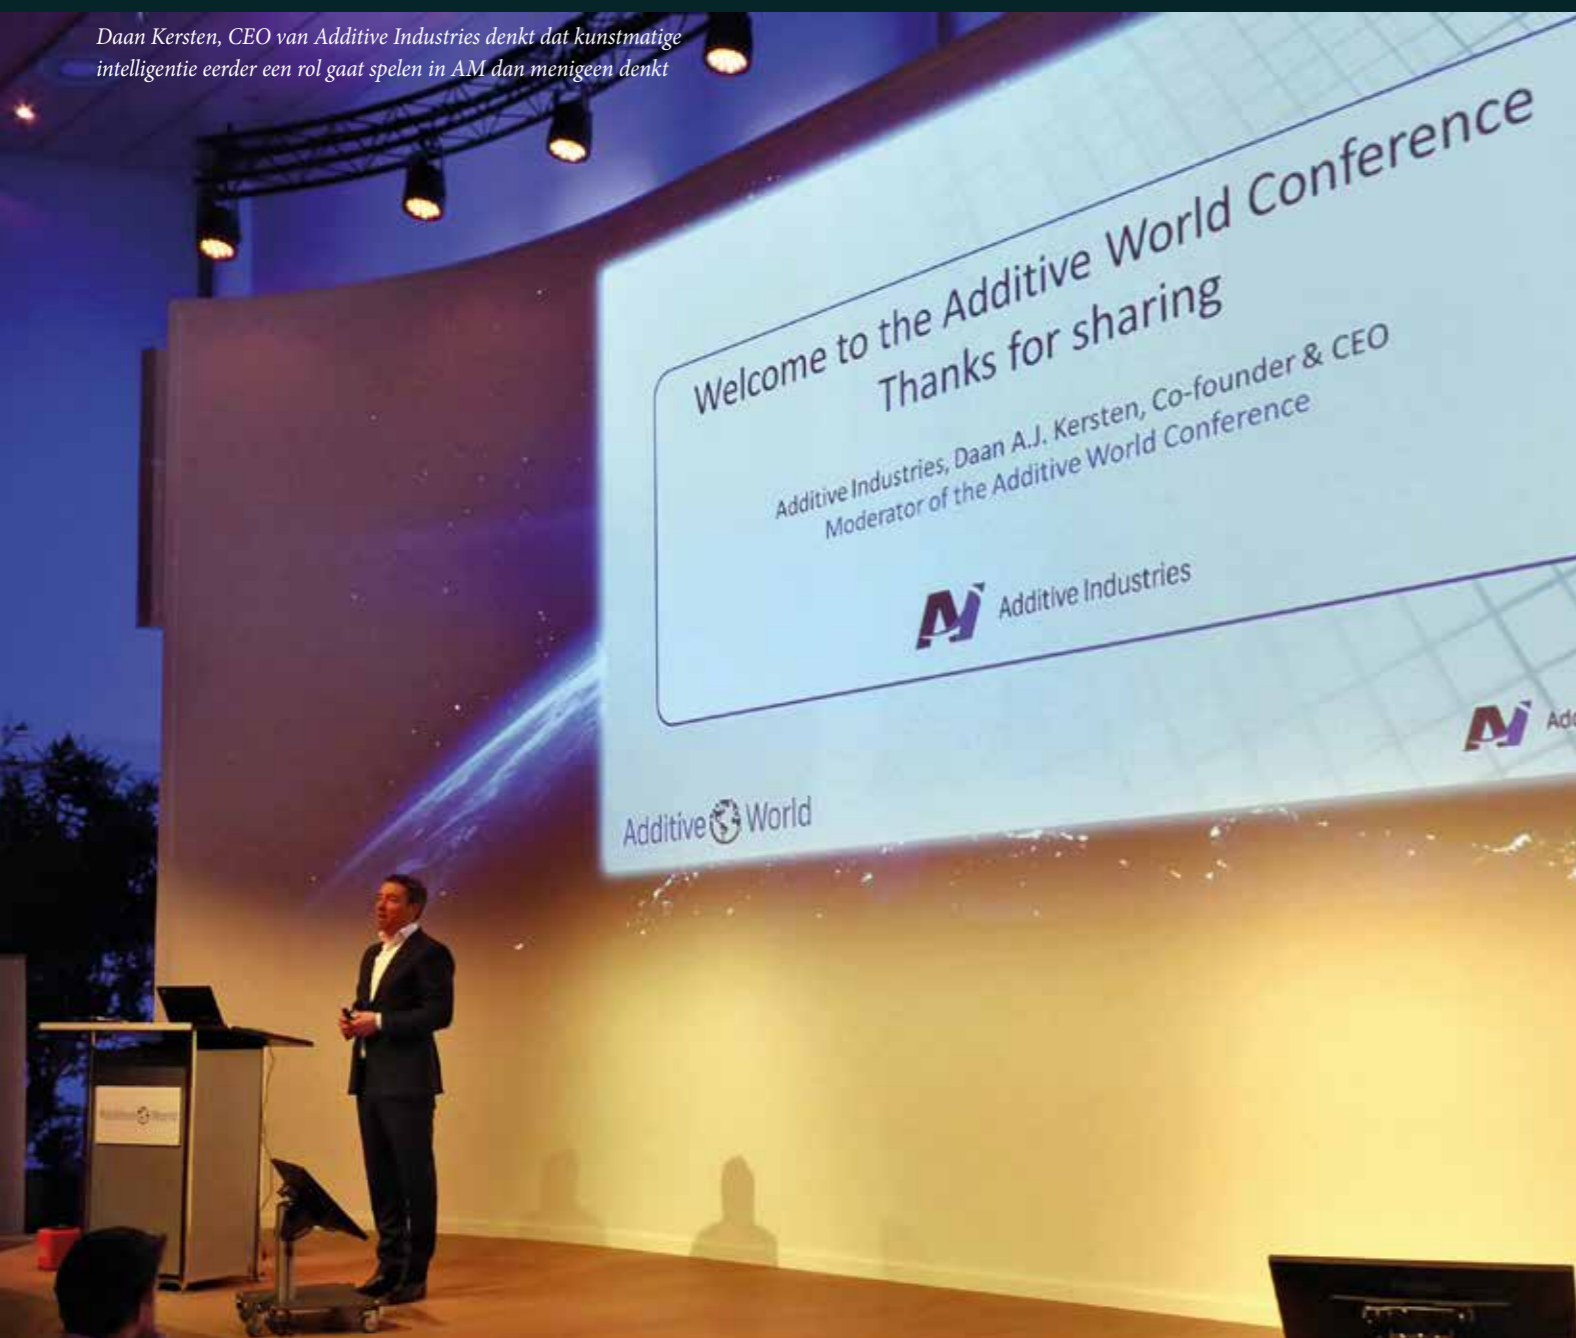 Daan Kersten, CEO van Additive Industries denkt dat kunstmatige
intelligentie eerder een rol gaat spelen in AM dan menigeen denkt
Welcome to the Additive World Conference
Thanks for sharing
Additive Industries, Daan A.J. Kersten, Co-founder & CEO
Moderator of the Additive World Conference
Additive Industries
Additive World
Additive World